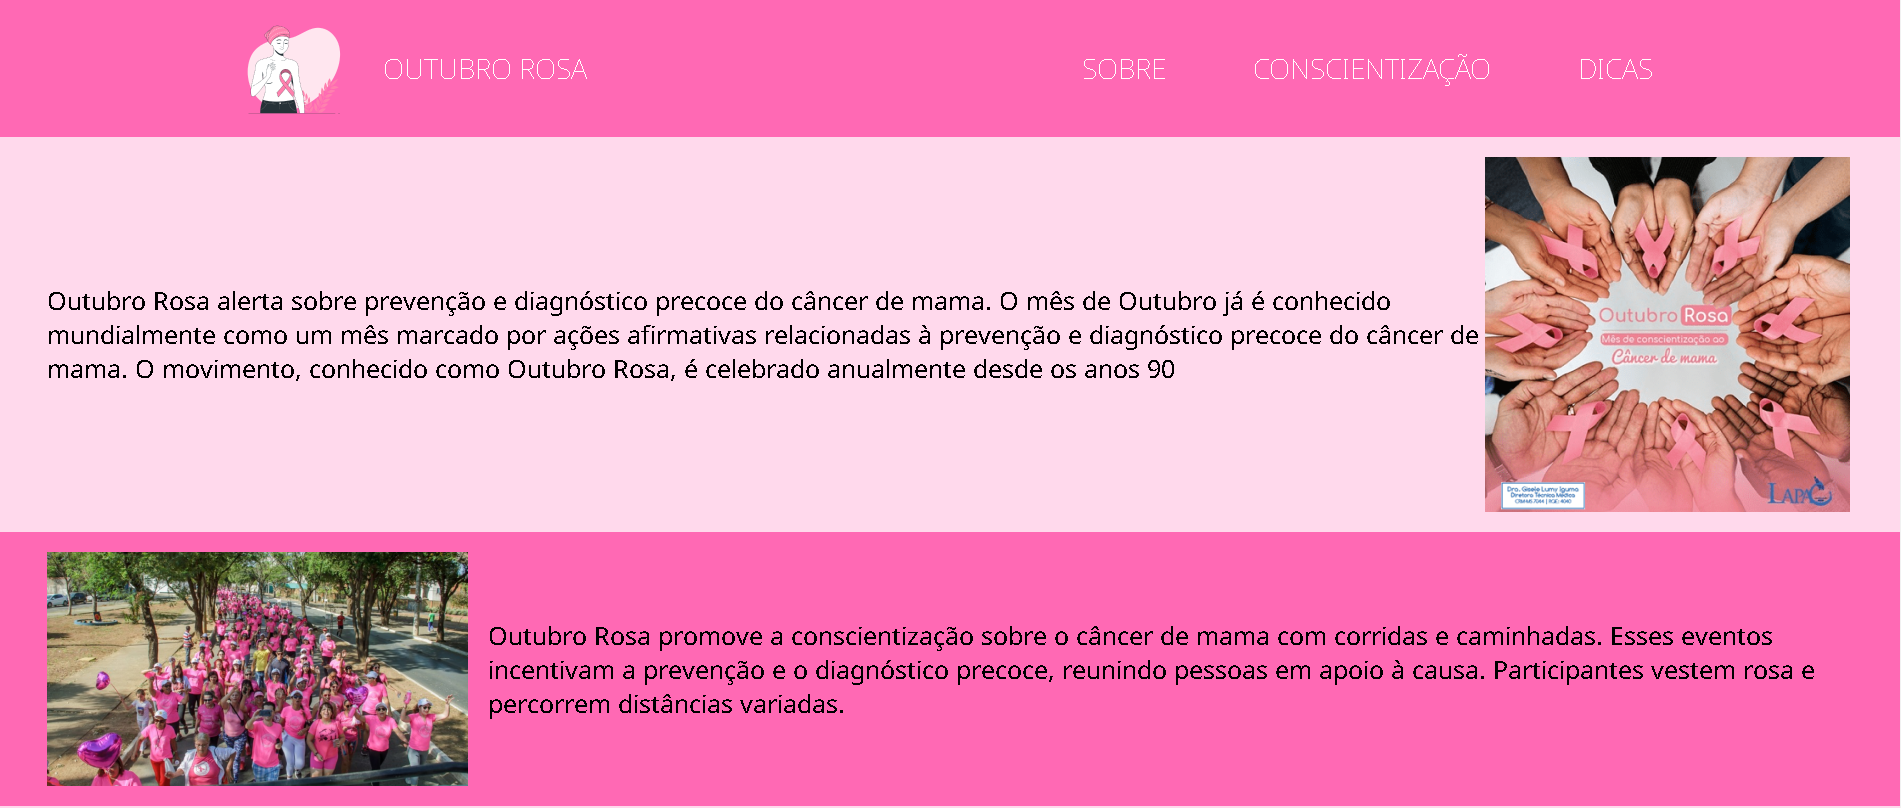 OUTUBRO ROSA
SOBRE
CONSCIENTIZAÇÃO
DICAS
Outubro Rosa alerta sobre prevenção e diagnóstico precoce do câncer de mama. O mês de Outubro já é conhecido
mundialmente como um mês marcado por ações afirmativas relacionadas à prevenção e diagnóstico precoce do câncer de
mama. O movimento, conhecido como Outubro Rosa, é celebrado anualmente desde os anos 90
Outubro Rosa
Mês de conscientização ao
Câncer de mama
Dra. Gisele Lumy Iguma
Diretora Técnica Médica
LAPAC
Outubro Rosa promove a conscientização sobre o câncer de mama com corridas e caminhadas. Esses eventos
incentivam a prevenção e o diagnóstico precoce, reunindo pessoas em apoio à causa. Participantes vestem rosa e
percorrem distâncias variadas.